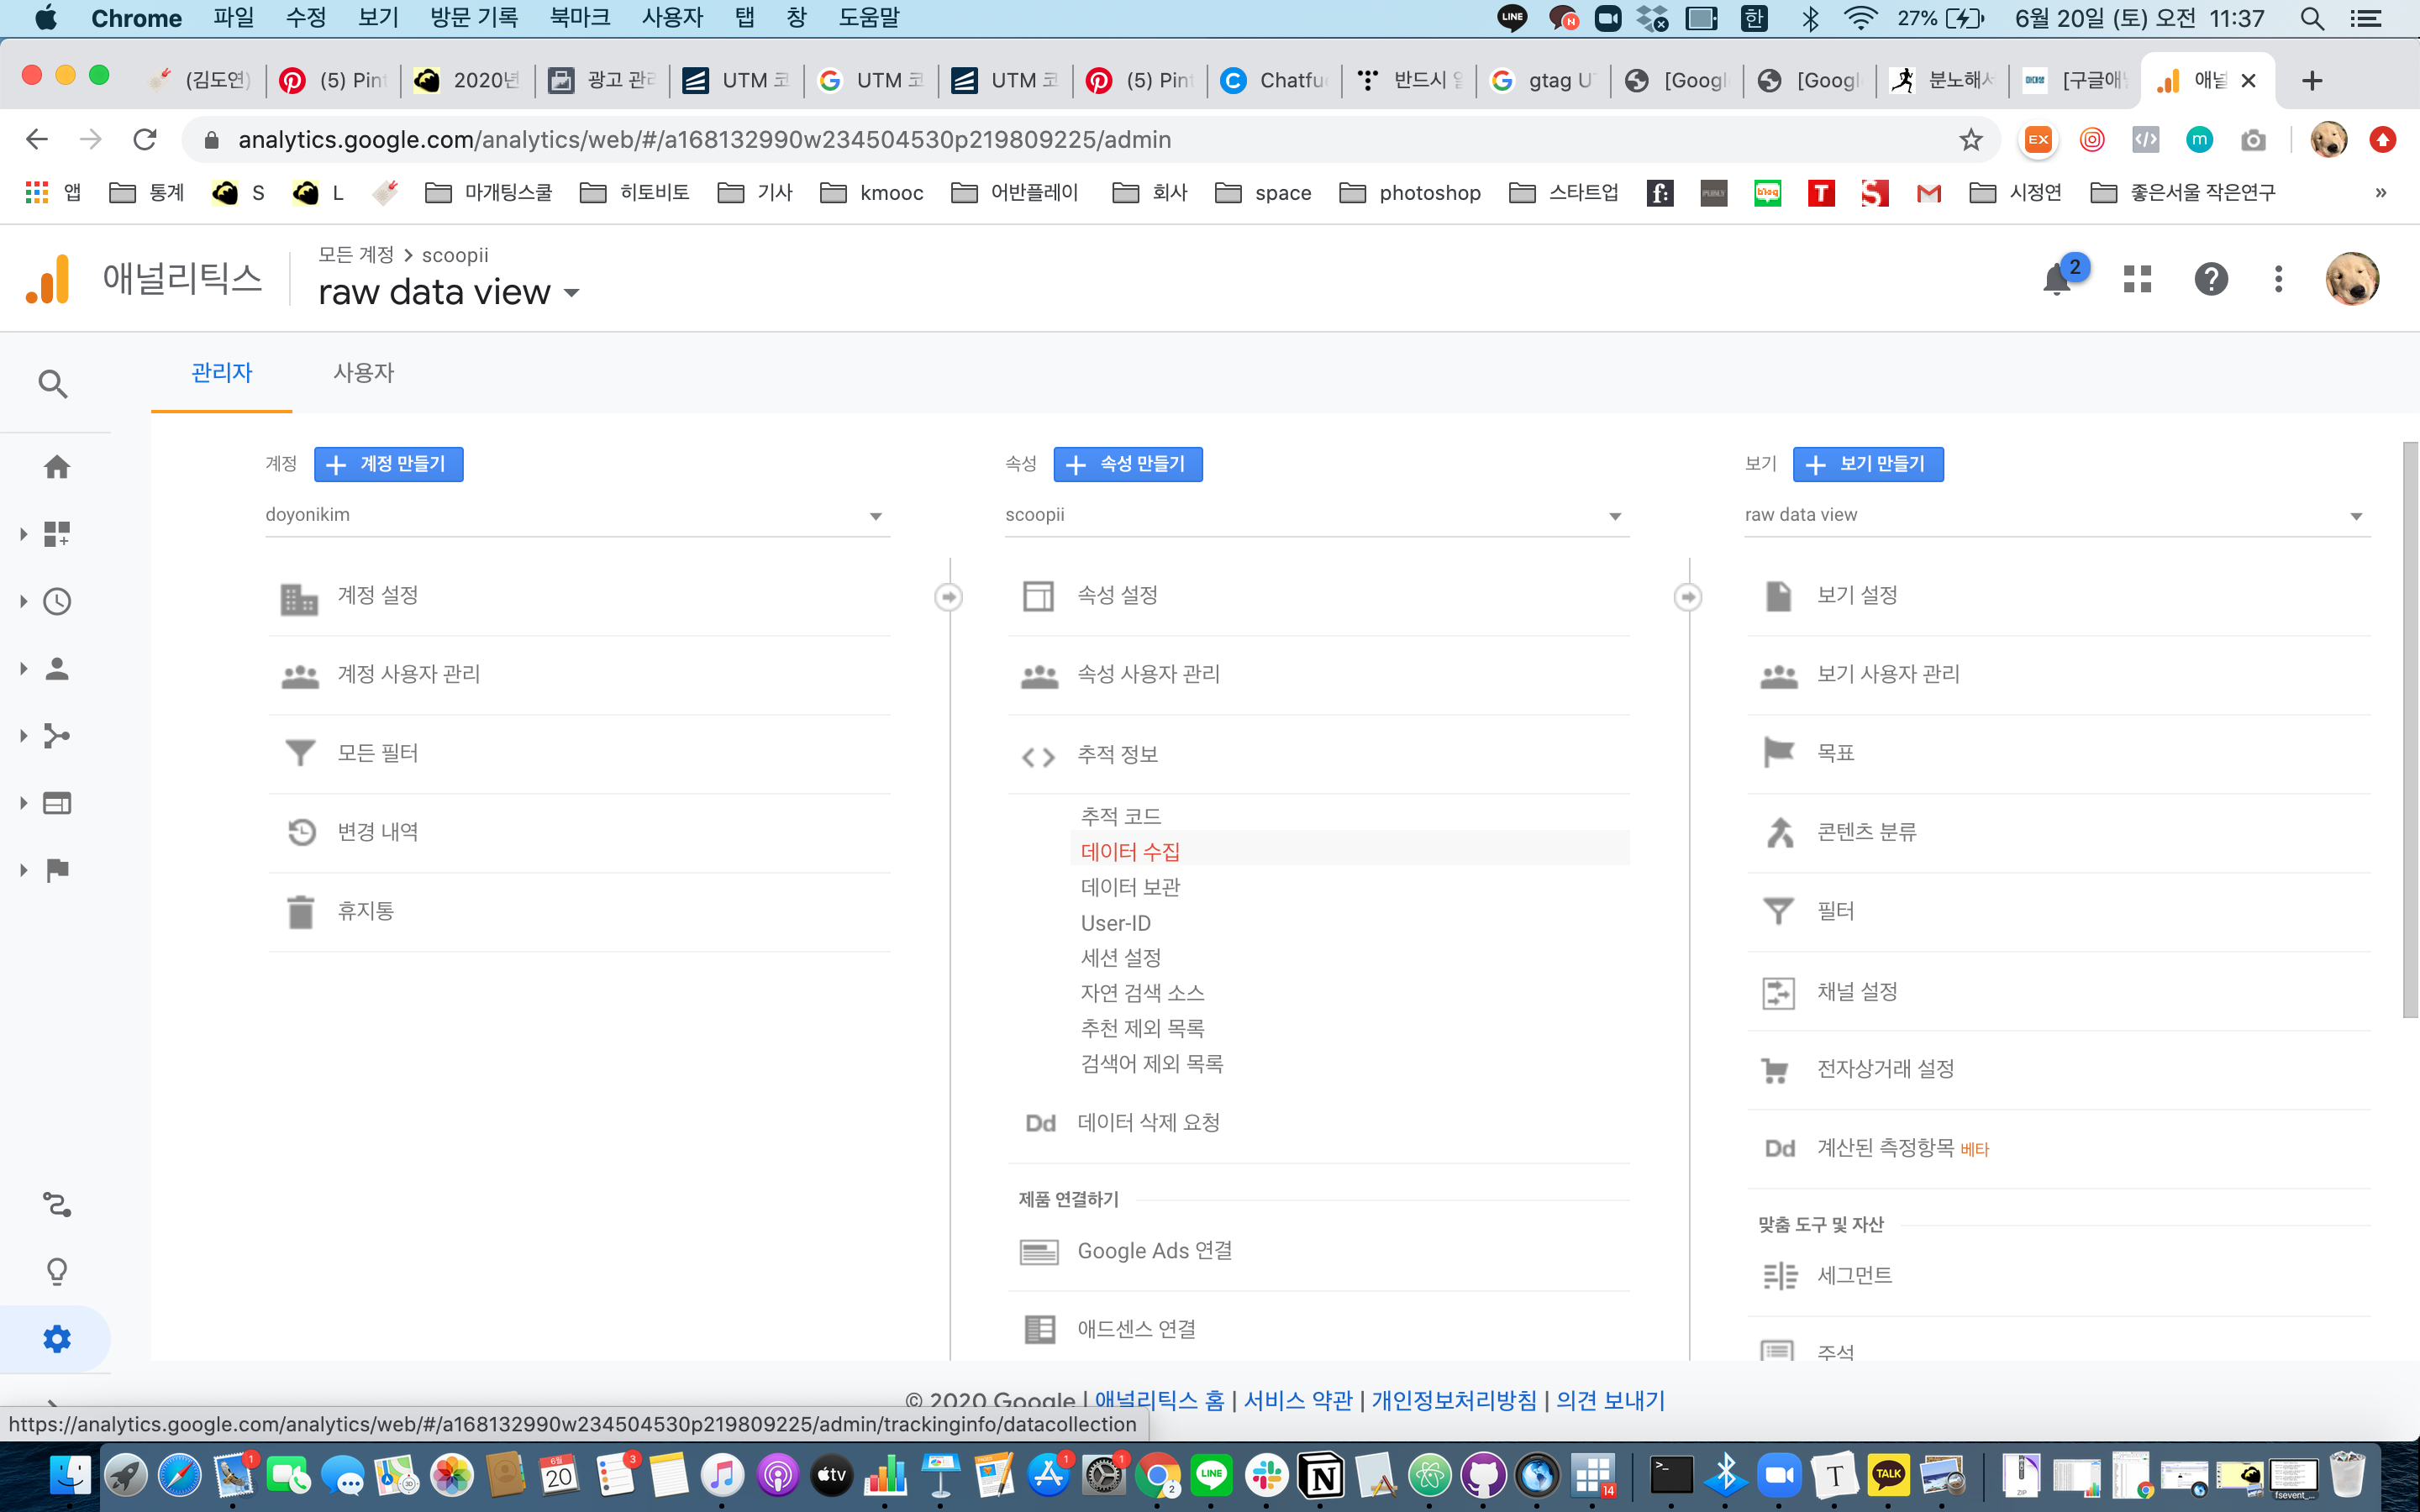 Chrome 파일 수정 보기 방문 기록 북마크 사용자 탭 창 도움말 LINE N 한 27% 6월 20일 (토) 오전 11:37
(김도연) (5) Pin 2020년 광고 관리 UTM 코 UTM 코 UTM 코 (5) Pin Chatfu 반드시 gtag U [Googl [Googl 분노해서 [구글애 애널
analytics.google.com/analytics/web/#/a168132990w234504530p219809225/admin EX m
앱 통계 S L 마개팅스쿨 히토비토 기사 kmooc 어반플레이 회사 space photoshop 스타트업 f: blog T S 시정연 좋은서울 작은연구 »
모든 계정 > scoopii
애널리틱스 raw data view 2
관리자 사용자
계정 + 계정 만들기
doyonikim
계정 설정
계정 사용자 관리
모든 필터
변경 내역
휴지통
속성 + 속성 만들기
scoopii
속성 설정
속성 사용자 관리
추적 정보
추적 코드
데이터 수집
데이터 보관
User-ID
세션 설정
자연 검색 소스
추천 제외 목록
검색어 제외 목록
Dd 데이터 삭제 요청
제품 연결하기
Google Ads 연결
애드센스 연결
보기 + 보기 만들기
raw data view
보기 설정
보기 사용자 관리
목표
콘텐츠 분류
필터
채널 설정
전자상거래 설정
Dd 계산된 측정항목 베타
맞춤 도구 및 자산
세그먼트
주석
© 2020 Google | 애널리틱스 홈 | 서비스 약관 | 개인정보처리방침 | 의견 보내기
https://analytics.google.com/analytics/web/#/a168132990w234504530p219809225/admin/trackinginfo/datacollection
1 6월 20 3 tv 1 1 2 LINE N 14 T TALK ZIP fsevent_...